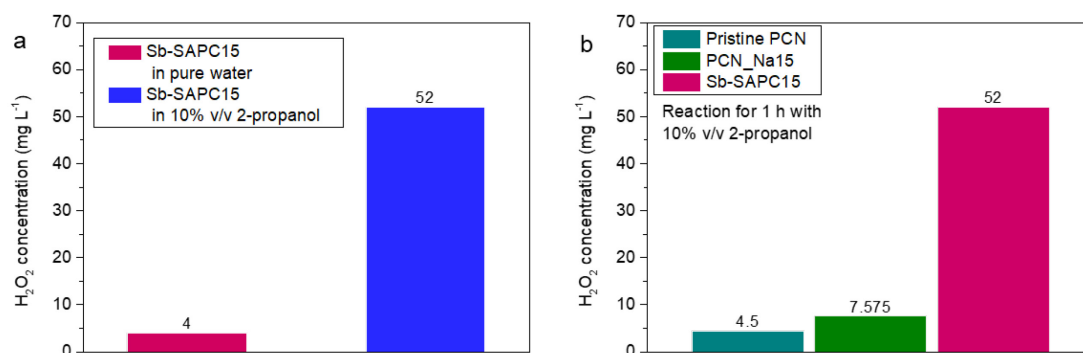 a
H₂O₂ concentration (mg L⁻¹)
70
60
50
40
30
20
10
0
Sb-SAPC15
in pure water
Sb-SAPC15
in 10% v/v 2-propanol
4
52
b
H₂O₂ concentration (mg L⁻¹)
70
60
50
40
30
20
10
0
Pristine PCN
PCN_Na15
Sb-SAPC15
Reaction for 1 h with
10% v/v 2-propanol
4.5
7.575
52